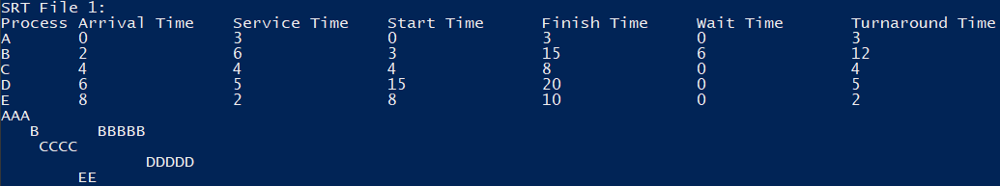 SRT File 1:
Process Arrival Time    Service Time    Start Time      Finish Time     Wait Time       Turnaround Time
A       0               3               0               3               0               3
B       2               6               3               15              6               12
C       4               4               4               8               0               4
D       6               5               15              20              0               5
E       8               2               8               10              0               2
AAA
   B      BBBBB
    CCCC
               DDDDD
        EE